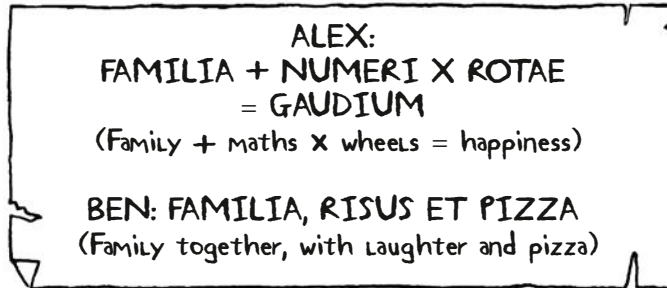 ALEX:
FAMILIA + NUMERI X ROTAE
= GAUDIUM
(Family + maths x wheels = happiness)
BEN: FAMILIA, RISUS ET PIZZA
(Family together, with laughter and pizza)